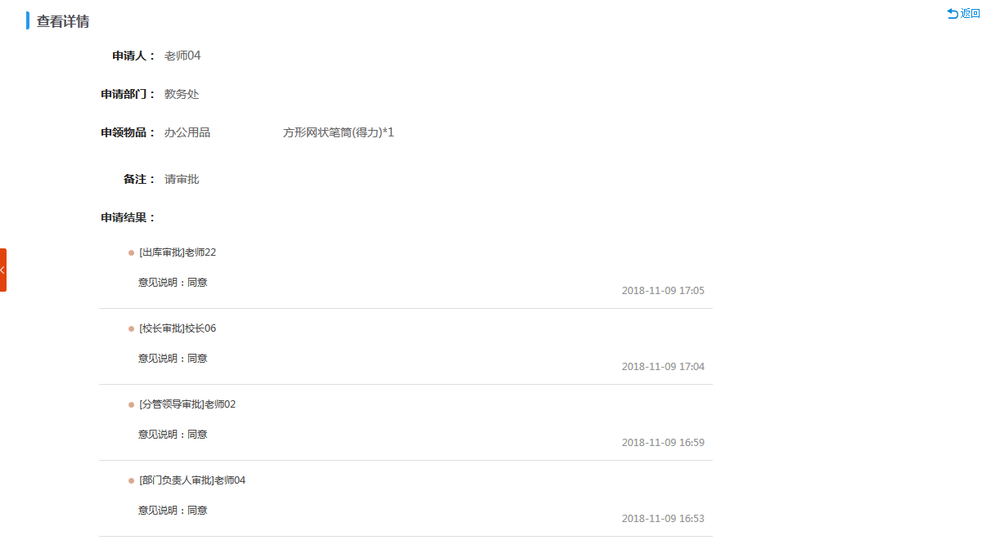 查看详情
返回
申请人： 老师04
申请部门： 教务处
申领物品： 办公用品 方形网状笔筒(得力)*1
备注： 请审批
申请结果：
[出库审批]老师22
意见说明：同意
2018-11-09 17:05
[校长审批]校长06
意见说明：同意
2018-11-09 17:04
[分管领导审批]老师02
意见说明：同意
2018-11-09 16:59
[部门负责人审批]老师04
意见说明：同意
2018-11-09 16:53